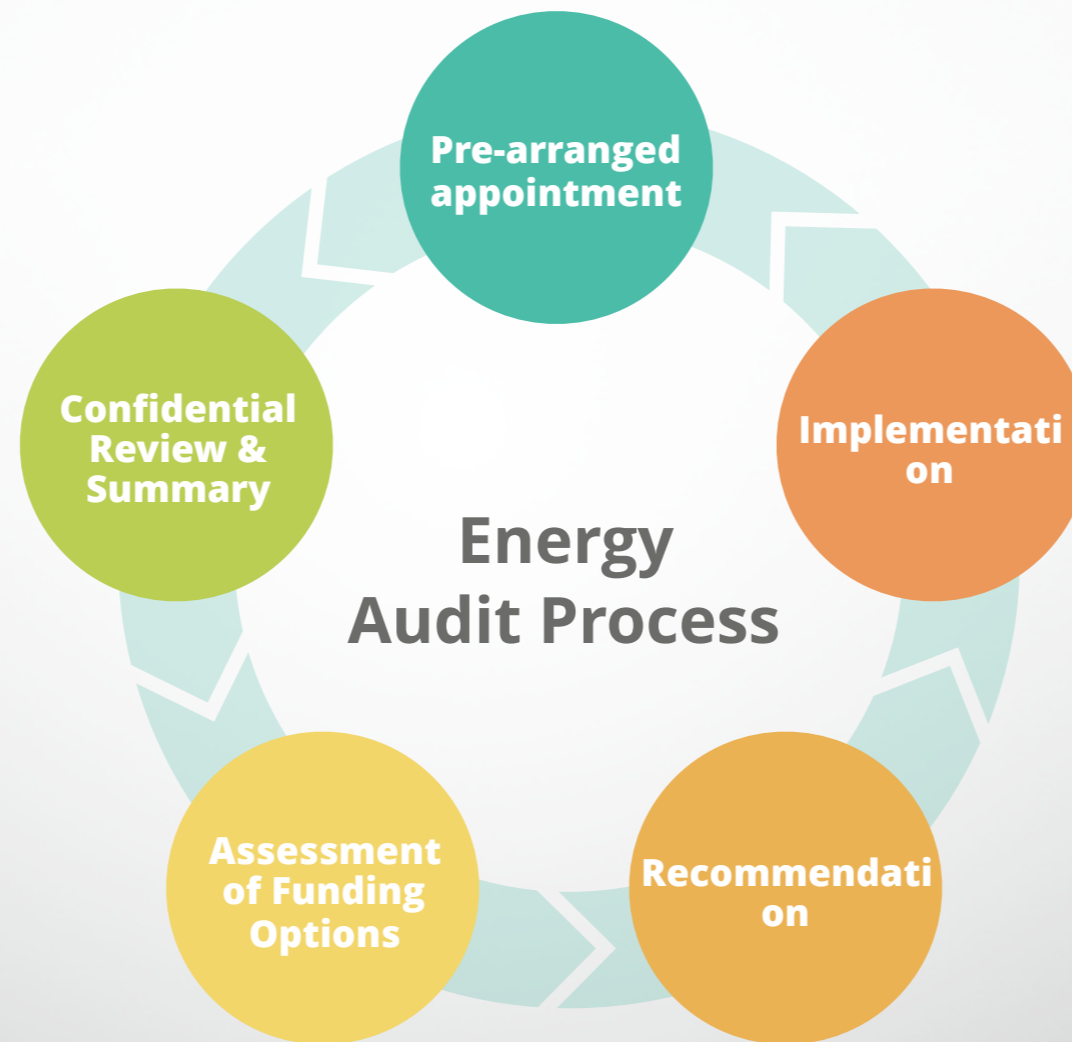 Pre-arranged
appointment
Confidential
Review &
Summary
Implementati
on
Energy
Audit Process
Assessment
of Funding
Options
Recommendati
on